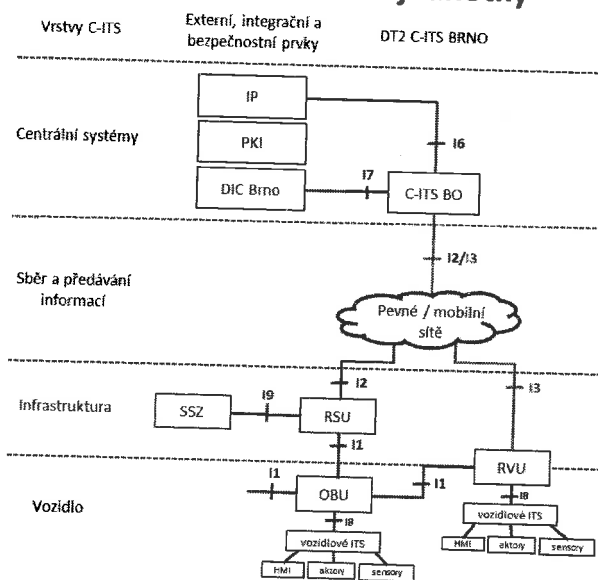 Vrstvy C-ITS
Externí, integrační a
bezpečnostní prvky
DT2 C-ITS BRNO
IP
Centrální systémy
PKI
I6
I7
DIC Brno
C-ITS BO
I2/I3
Sběr a předávání
informací
Pevné / mobilní
sítě
I2
I3
Infrastruktura
SSZ
I9
RSU
I1
RVU
I1
I1
I8
Vozidlo
OBU
vozidlové ITS
I8
HMI
aktory
sensory
vozidlové ITS
HMI
aktory
sensory